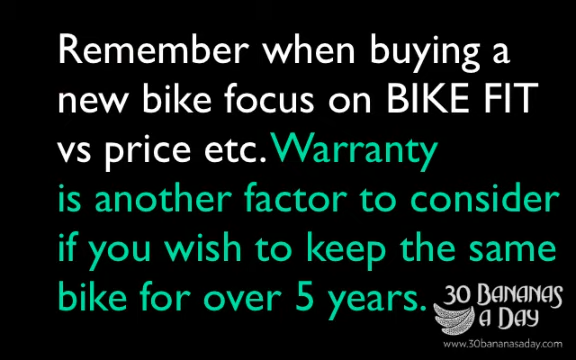 Remember when buying a
new bike focus on BIKE FIT
vs price etc. Warranty
is another factor to consider
if you wish to keep the same
bike for over 5 years.
30 BANANAS
A DAY
www.30bananasaday.com